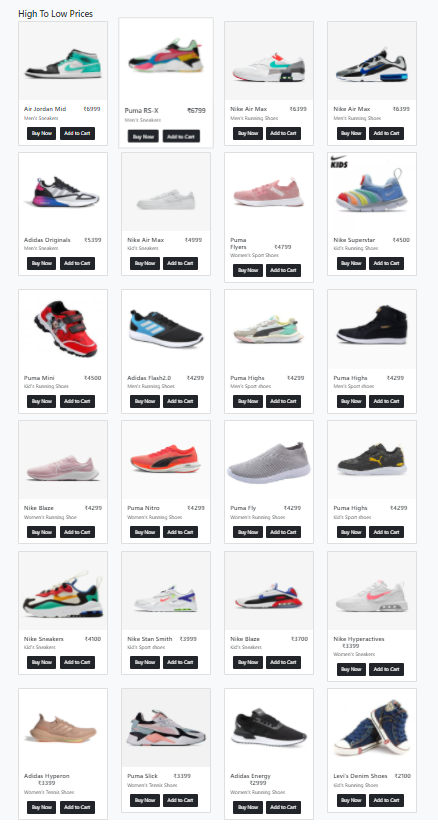 High To Low Prices
Air Jordan Mid ₹6999
Men's Sneakers
Buy Now Add to Cart
Puma RS-X ₹6799
Men's Sneakers
Buy Now Add to Cart
Nike Air Max ₹6399
Men's Running Shoes
Buy Now Add to Cart
Nike Air Max ₹6399
Men's Running Shoes
Buy Now Add to Cart
Adidas Originals ₹5399
Men's Sneakers
Buy Now Add to Cart
Nike Air Max ₹4999
Kid's Running Shoes
Buy Now Add to Cart
Puma
Flyers ₹4799
Women's Sport Shoes
Buy Now Add to Cart
KIDS
Nike Superstar ₹4500
Kid's Sneakers
Buy Now Add to Cart
Puma Mini ₹4500
Kid's Running Shoes
Buy Now Add to Cart
Adidas Flash2.0 ₹4299
Men's Running Shoes
Buy Now Add to Cart
Puma Highs ₹4299
Men's Sport shoes
Buy Now Add to Cart
Puma Highs ₹4299
Men's Sport shoes
Buy Now Add to Cart
Nike Blaze ₹4299
Women's Running Shoe
Buy Now Add to Cart
Puma Nitro ₹4299
Women's Running Shoes
Buy Now Add to Cart
Puma Fly ₹4299
Women's Running Shoes
Buy Now Add to Cart
Puma Highs ₹4299
Kid's Sport shoes
Buy Now Add to Cart
Nike Sneakers ₹4100
Kid's Sneakers
Buy Now Add to Cart
Nike Stan Smith ₹3999
Kid's Sport shoes
Buy Now Add to Cart
Nike Blaze ₹3700
Kid's Sneakers
Buy Now Add to Cart
Nike Hyperactives
₹3399
Women's Sneakers
Buy Now Add to Cart
Adidas Hyperon
₹3399
Women's Tennis Shoes
Buy Now Add to Cart
Puma Slick ₹3399
Women's Tennis Shoes
Buy Now Add to Cart
Adidas Energy
₹2999
Women's Running Shoes
Buy Now Add to Cart
Levi's Denim Shoes ₹2100
Kid's Running Shoes
Buy Now Add to Cart